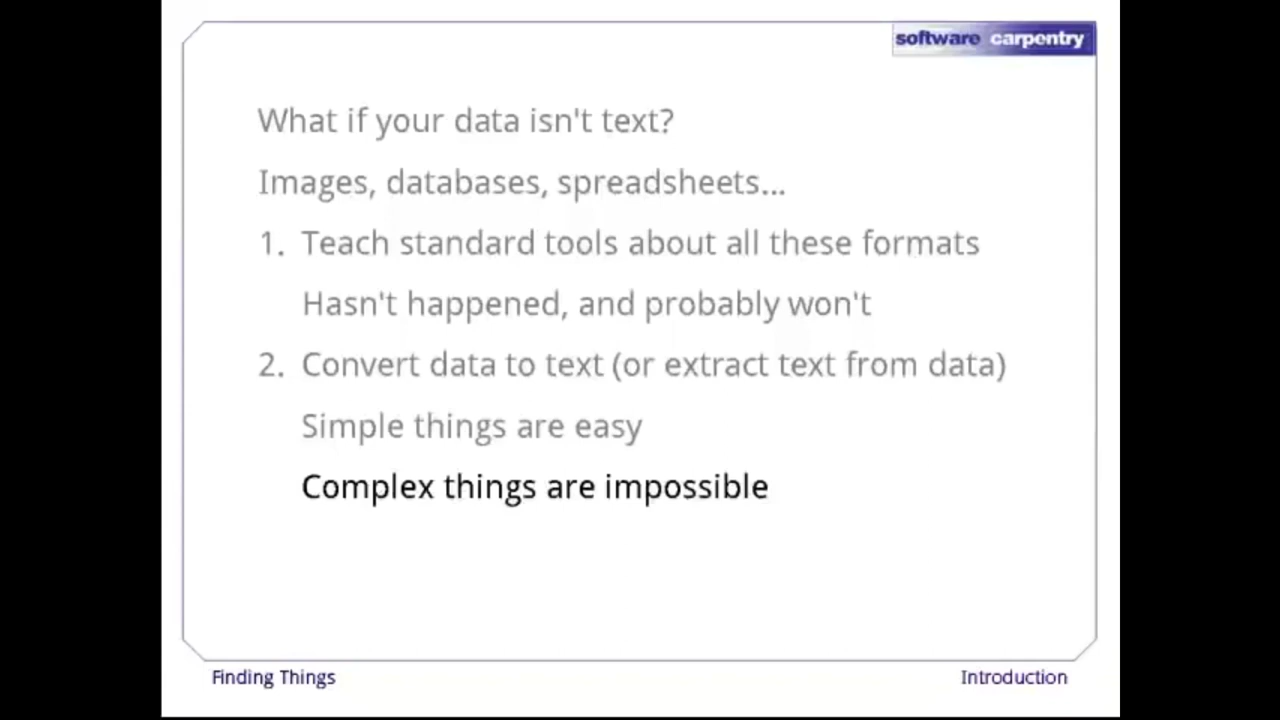 software carpentry
What if your data isn't text?
Images, databases, spreadsheets...
1. Teach standard tools about all these formats
Hasn't happened, and probably won't
2. Convert data to text (or extract text from data)
Simple things are easy
Complex things are impossible
Finding Things
Introduction